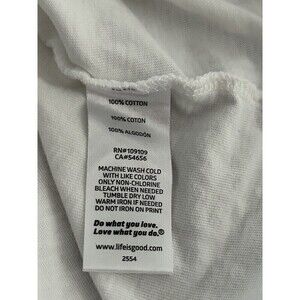 100% COTTON
100% COTON
100% ALGODÓN
RN#109109
CA#54656
MACHINE WASH COLD
WITH LIKE COLORS
ONLY NON-CHLORINE
BLEACH WHEN NEEDED
TUMBLE DRY LOW
WARM IRON IF NEEDED
DO NOT IRON ON PRINT
Do what you love.
Love what you do.®
www.lifeisgood.com
2554